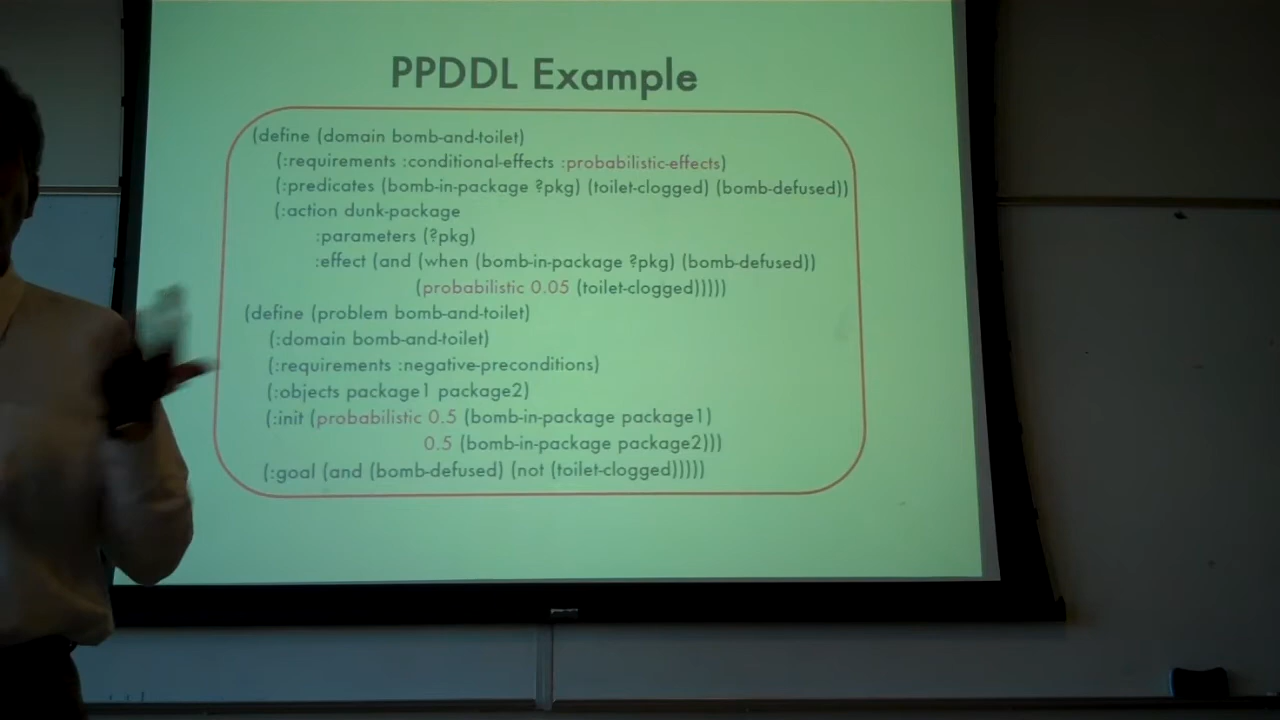 PPDDL Example
(define (domain bomb-and-toilet)
(:requirements :conditional-effects :probabilistic-effects)
(:predicates (bomb-in-package ?pkg) (toilet-clogged) (bomb-defused))
(:action dunk-package
:parameters (?pkg)
:effect (and (when (bomb-in-package ?pkg) (bomb-defused))
(probabilistic 0.05 (toilet-clogged)))))
(define (problem bomb-and-toilet)
(:domain bomb-and-toilet)
(:requirements :negative-preconditions)
(:objects package1 package2)
(:init (probabilistic 0.5 (bomb-in-package package1)
0.5 (bomb-in-package package2)))
(:goal (and (bomb-defused) (not (toilet-clogged)))))